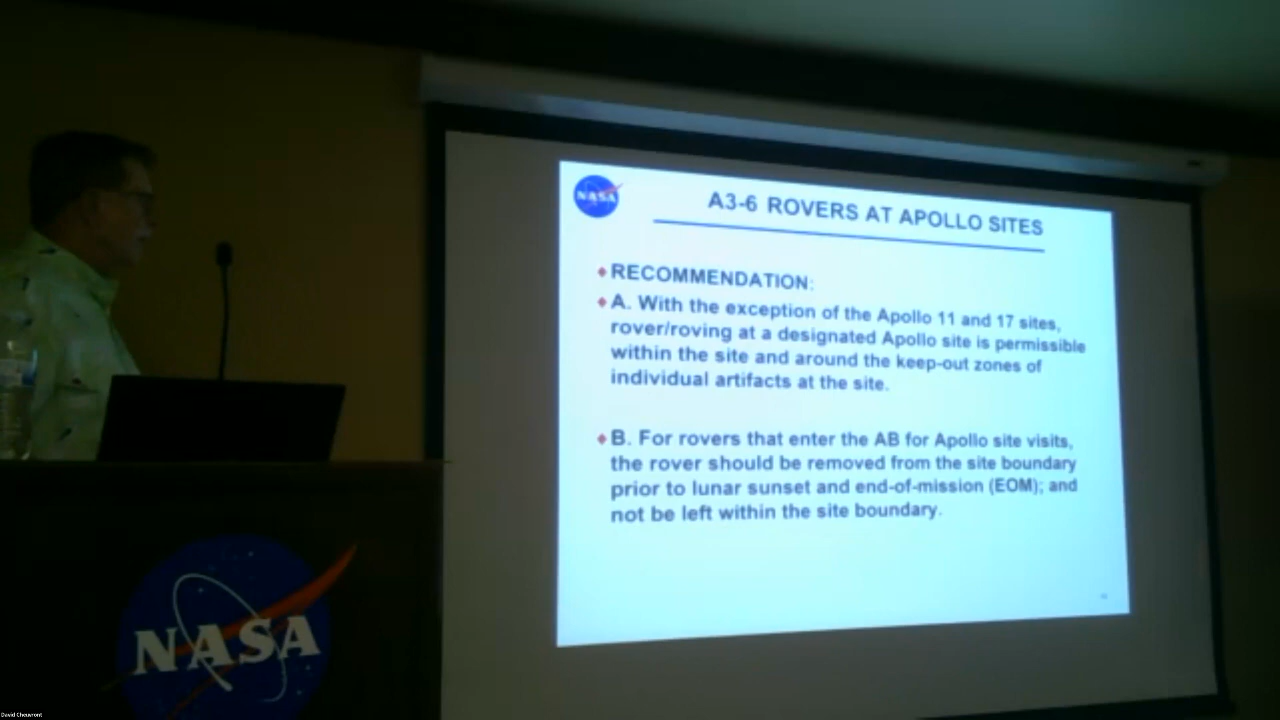 NASA
A3-6 ROVERS AT APOLLO SITES
♦RECOMMENDATION:
♦A. With the exception of the Apollo 11 and 17 sites,
rover/roving at a designated Apollo site is permissible
within the site and around the keep-out zones of
individual artifacts at the site.
♦B. For rovers that enter the AB for Apollo site visits,
the rover should be removed from the site boundary
prior to lunar sunset and end-of-mission (EOM); and
not be left within the site boundary.
NASA
David Cheuvront